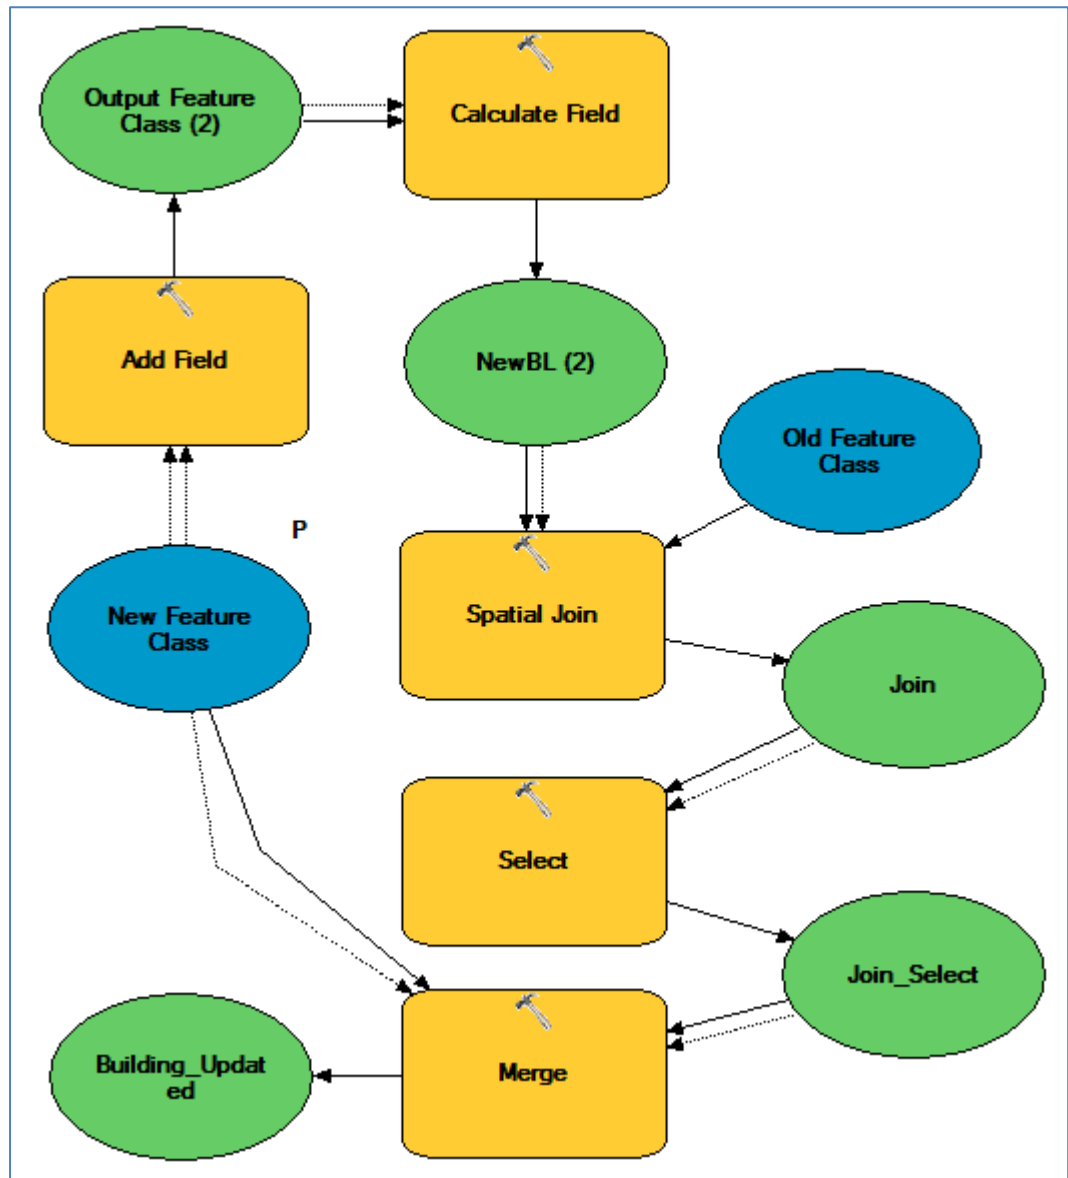 Output Feature
Class (2)
Calculate Field
Add Field
NewBL (2)
Old Feature
Class
P
New Feature
Class
Spatial Join
Join
Select
Join_Select
Building_Updat
ed
Merge